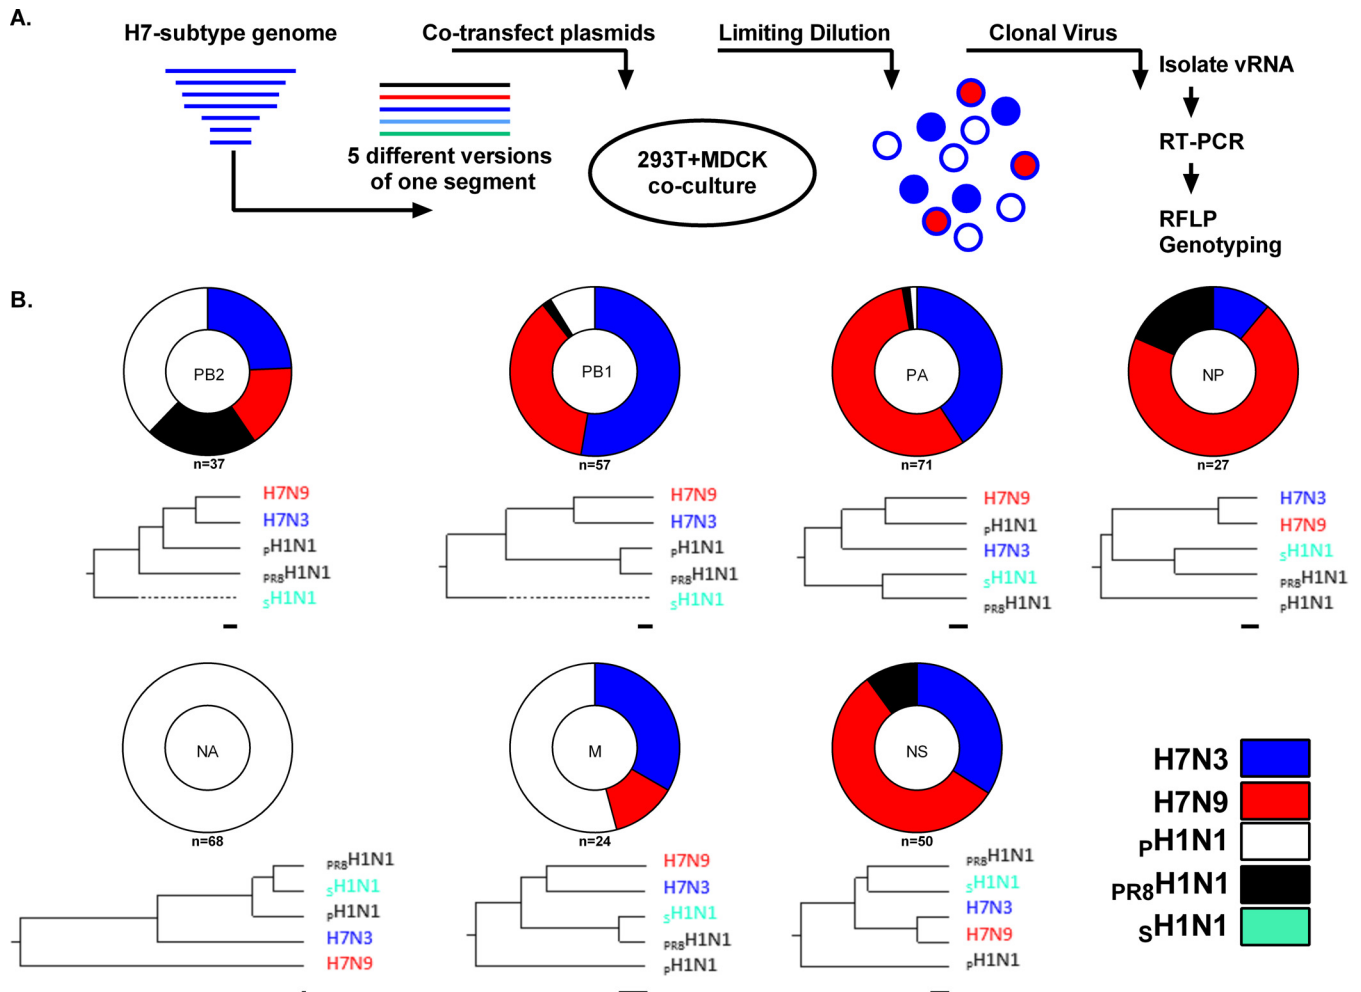 A.
H7-subtype genome
Co-transfect plasmids
Limiting Dilution
Clonal Virus
Isolate vRNA
5 different versions
of one segment
293T+MDCK
co-culture
RT-PCR
RFLP
Genotyping
B.
PB2
n=37
H7N9
H7N3
PH1N1
PR8H1N1
SH1N1
PB1
n=57
H7N9
H7N3
PH1N1
PR8H1N1
SH1N1
PA
n=71
H7N9
PH1N1
H7N3
SH1N1
PR8H1N1
NP
n=27
H7N3
H7N9
SH1N1
PR8H1N1
PH1N1
NA
n=68
PR8H1N1
SH1N1
PH1N1
H7N3
H7N9
M
n=24
H7N9
H7N3
SH1N1
PR8H1N1
PH1N1
NS
n=50
PR8H1N1
SH1N1
H7N3
H7N9
PH1N1
H7N3
H7N9
PH1N1
PR8H1N1
SH1N1